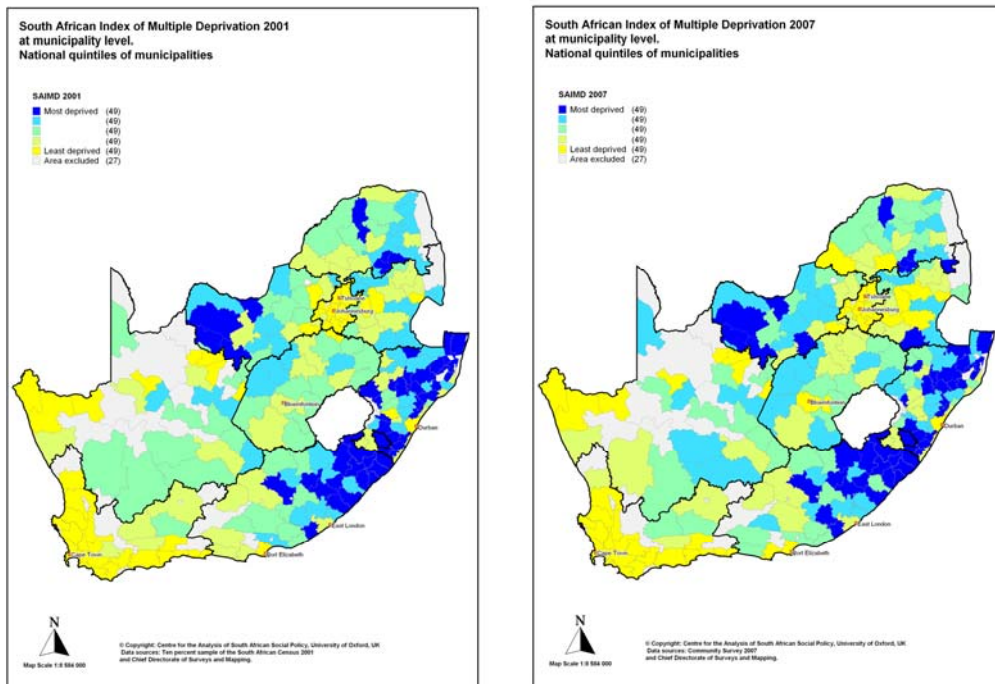 South African Index of Multiple Deprivation 2001
at municipality level.
National quintiles of municipalities
SAIMD 2001
Most deprived (49)
(49)
(49)
(49)
Least deprived (49)
Area excluded (27)
Johannesburg
Bloemfontein
Durban
East London
Port Elizabeth
Cape Town
N
Map Scale 1:8 584 000
© Copyright: Centre for the Analysis of South African Social Policy, University of Oxford, UK
Data sources: Ten percent sample of the South African Census 2001
and Chief Directorate of Surveys and Mapping.
South African Index of Multiple Deprivation 2007
at municipality level.
National quintiles of municipalities
SAIMD 2007
Most deprived (49)
(49)
(49)
(49)
Least deprived (49)
Area excluded (27)
Johannesburg
Bloemfontein
Durban
East London
Port Elizabeth
Cape Town
N
Map Scale 1:8 584 000
© Copyright: Centre for the Analysis of South African Social Policy, University of Oxford, UK
Data sources: Community Survey 2007
and Chief Directorate of Surveys and Mapping.